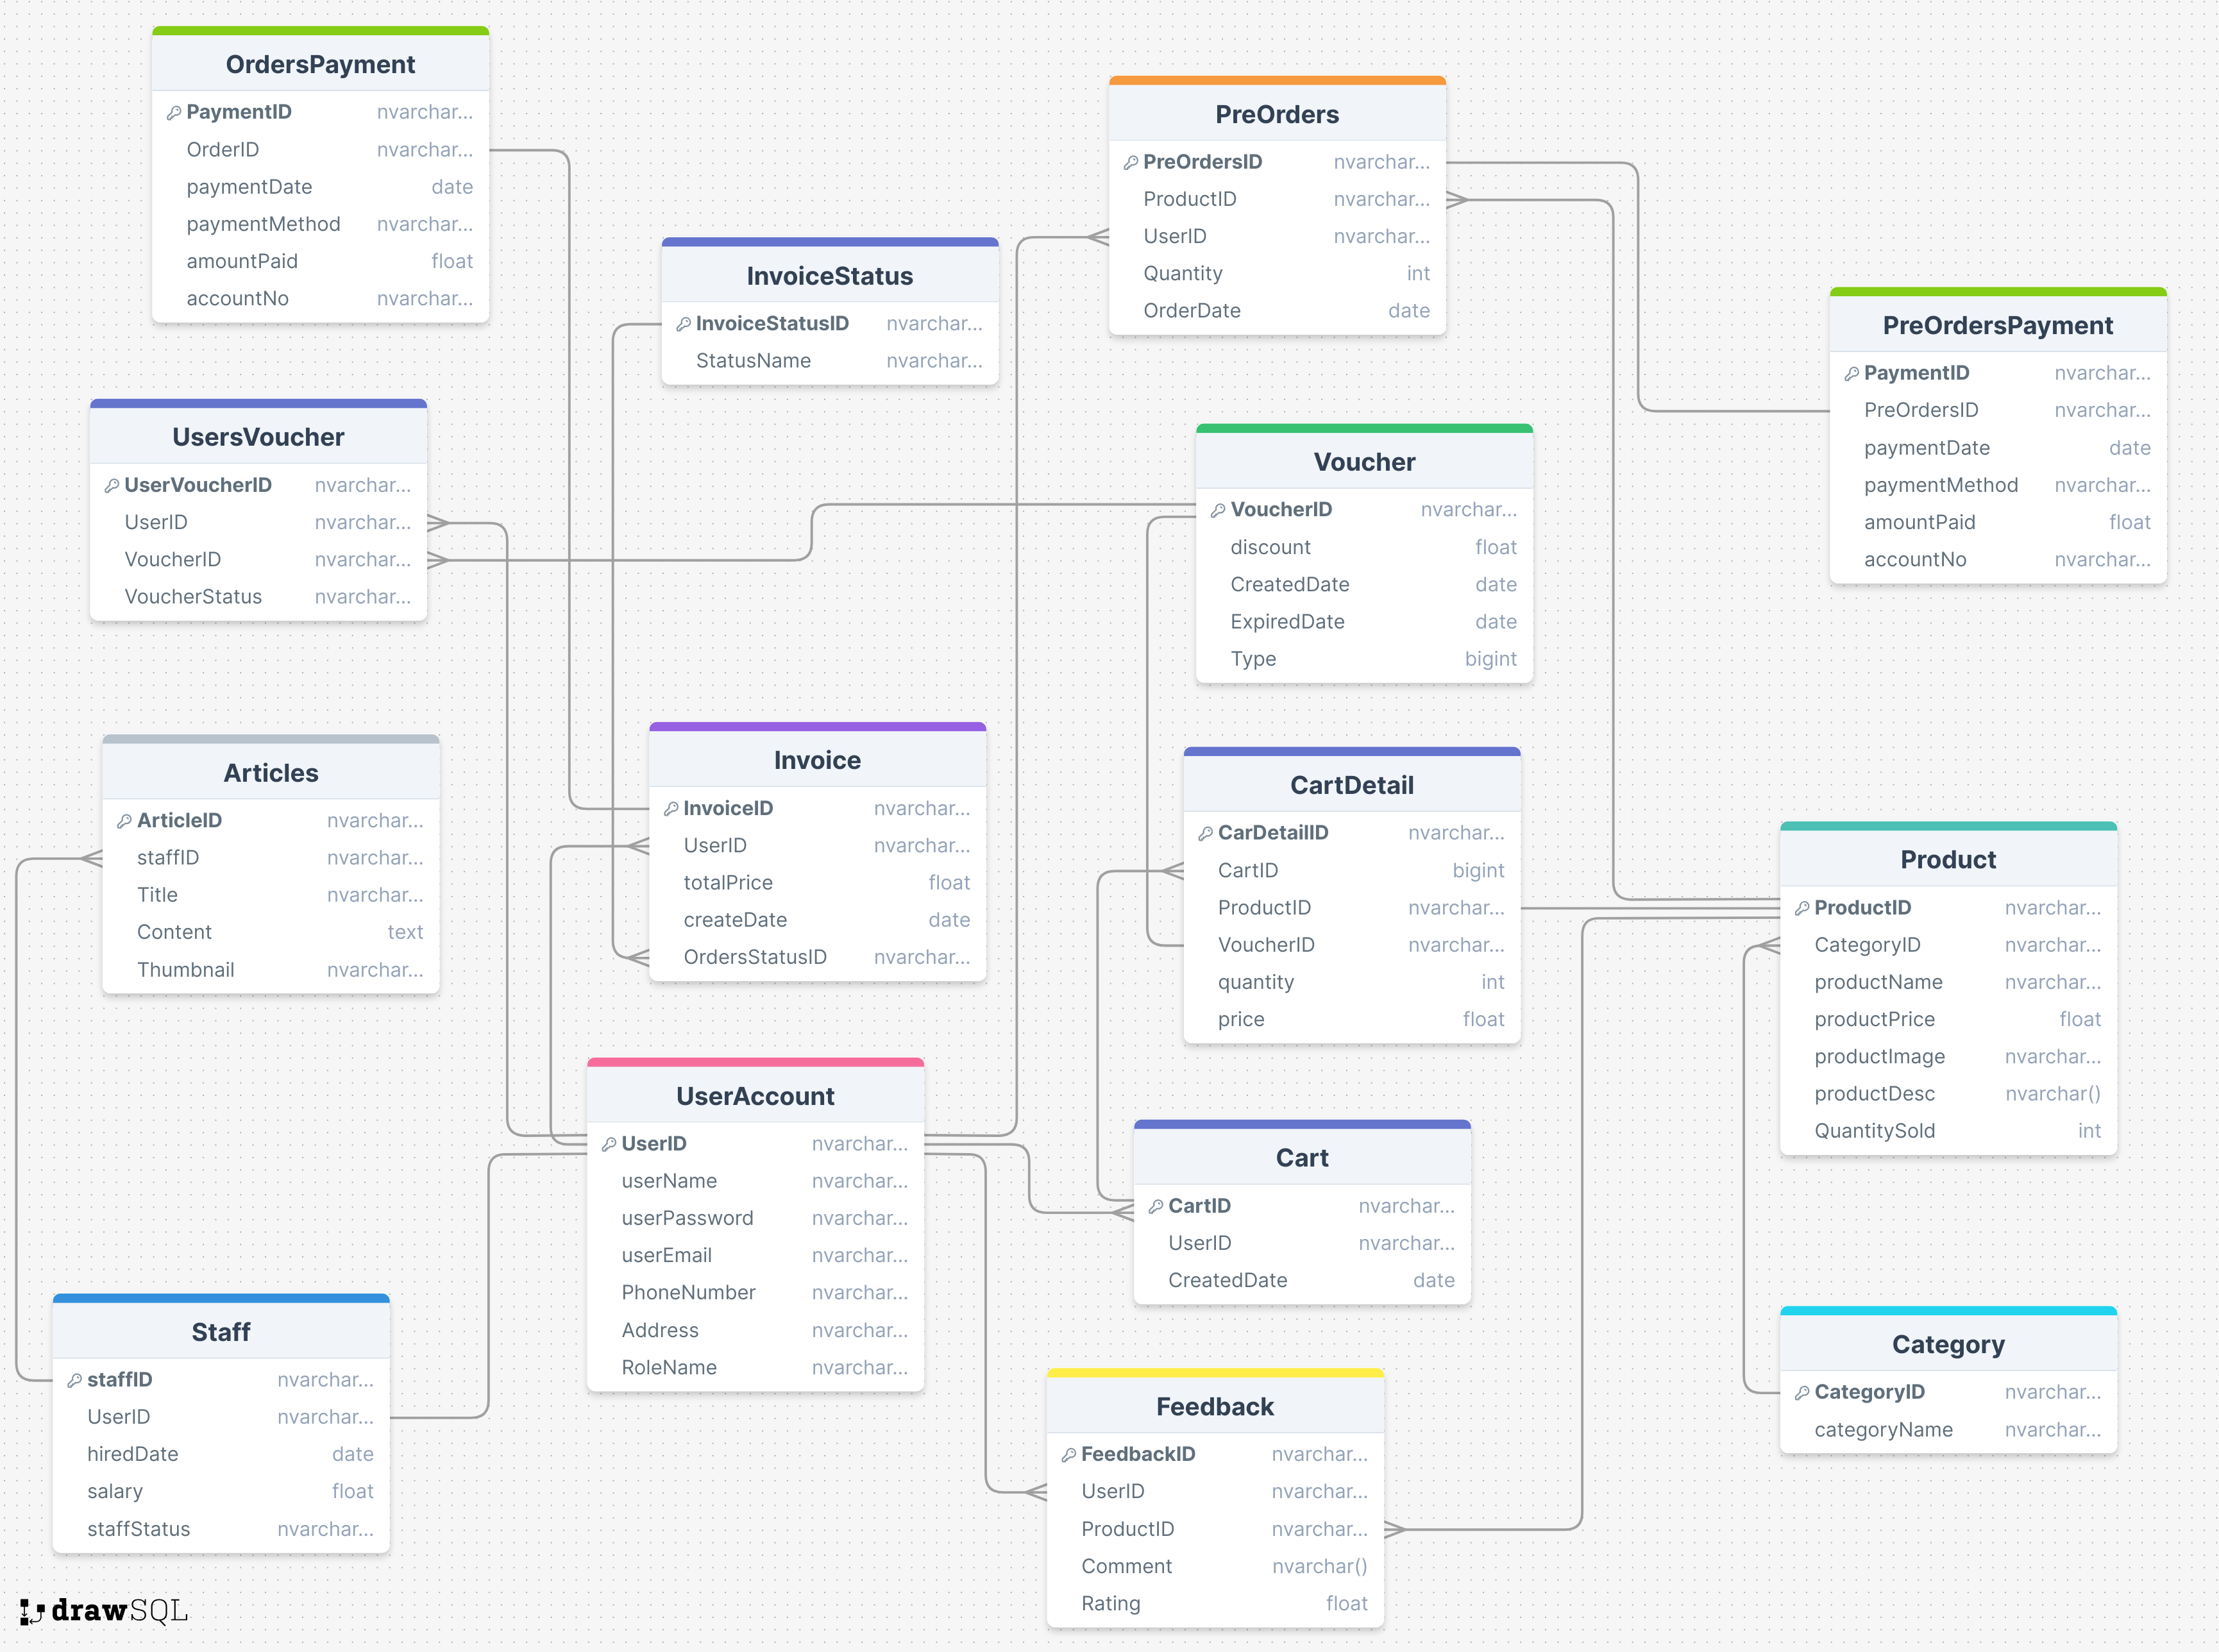 OrdersPayment
PaymentID nvarchar...
OrderID nvarchar...
paymentDate date
paymentMethod nvarchar...
amountPaid float
accountNo nvarchar...
PreOrders
PreOrdersID nvarchar...
ProductID nvarchar...
UserID nvarchar...
Quantity int
OrderDate date
InvoiceStatus
InvoiceStatusID nvarchar...
StatusName nvarchar...
PreOrdersPayment
PaymentID nvarchar...
PreOrdersID nvarchar...
paymentDate date
paymentMethod nvarchar...
amountPaid float
accountNo nvarchar...
UsersVoucher
UserVoucherID nvarchar...
UserID nvarchar...
VoucherID nvarchar...
VoucherStatus nvarchar...
Voucher
VoucherID nvarchar...
discount float
CreatedDate date
ExpiredDate date
Type bigint
Articles
ArticleID nvarchar...
staffID nvarchar...
Title nvarchar...
Content text
Thumbnail nvarchar...
Invoice
InvoiceID nvarchar...
UserID nvarchar...
totalPrice float
createDate date
OrdersStatusID nvarchar...
CartDetail
CarDetailID nvarchar...
CartID bigint
ProductID nvarchar...
VoucherID nvarchar...
quantity int
price float
Product
ProductID nvarchar...
CategoryID nvarchar...
productName nvarchar...
productPrice float
productImage nvarchar...
productDesc nvarchar()
QuantitySold int
UserAccount
UserID nvarchar...
userName nvarchar...
userPassword nvarchar...
userEmail nvarchar...
PhoneNumber nvarchar...
Address nvarchar...
RoleName nvarchar...
Cart
CartID nvarchar...
UserID nvarchar...
CreatedDate date
Staff
staffID nvarchar...
UserID nvarchar...
hiredDate date
salary float
staffStatus nvarchar...
Feedback
FeedbackID nvarchar...
UserID nvarchar...
ProductID nvarchar...
Comment nvarchar()
Rating float
Category
CategoryID nvarchar...
categoryName nvarchar...
drawSQL